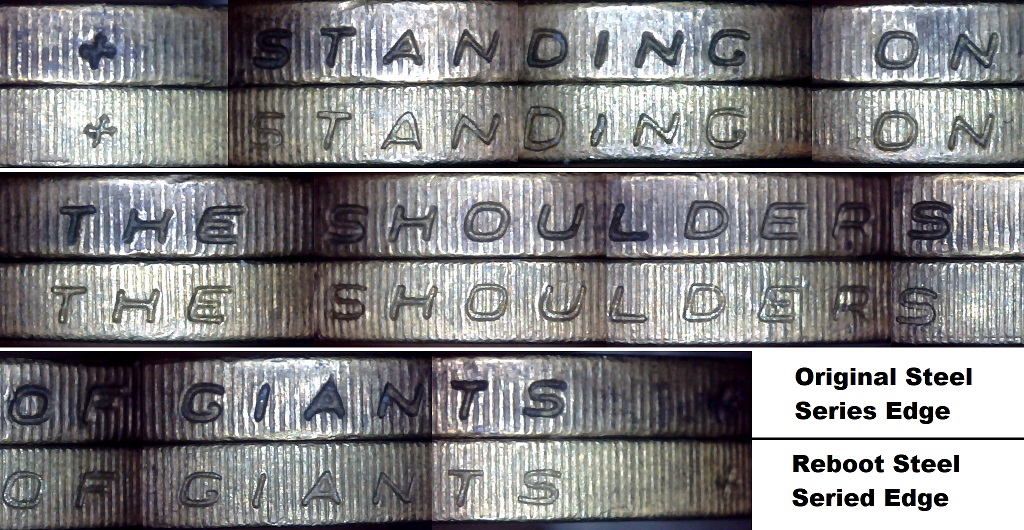 + STANDING ON
+ STANDING ON
THE SHOULDERS
THE SHOULDERS
OF GIANTS
OF GIANTS
Original Steel
Series Edge
Reboot Steel
Seried Edge